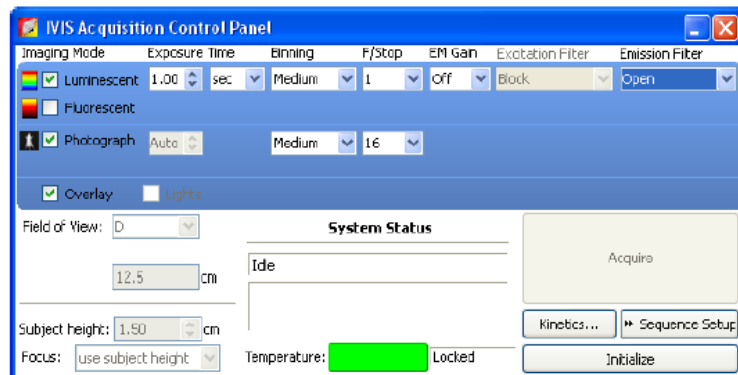 IVIS Acquisition Control Panel
Imaging Mode Exposure Time Binning F/Stop EM Gain Excitation Filter Emission Filter
Luminescent 1.00 sec Medium 1 Off Block Open
Fluorescent
Photograph Auto Medium 16
Overlay Lights
Field of View: D
System Status
12.5 cm
Idle
Acquire
Subject height: 1.50 cm
Kinetics... Sequence Setup
Focus: use subject height
Temperature: Locked
Initialize